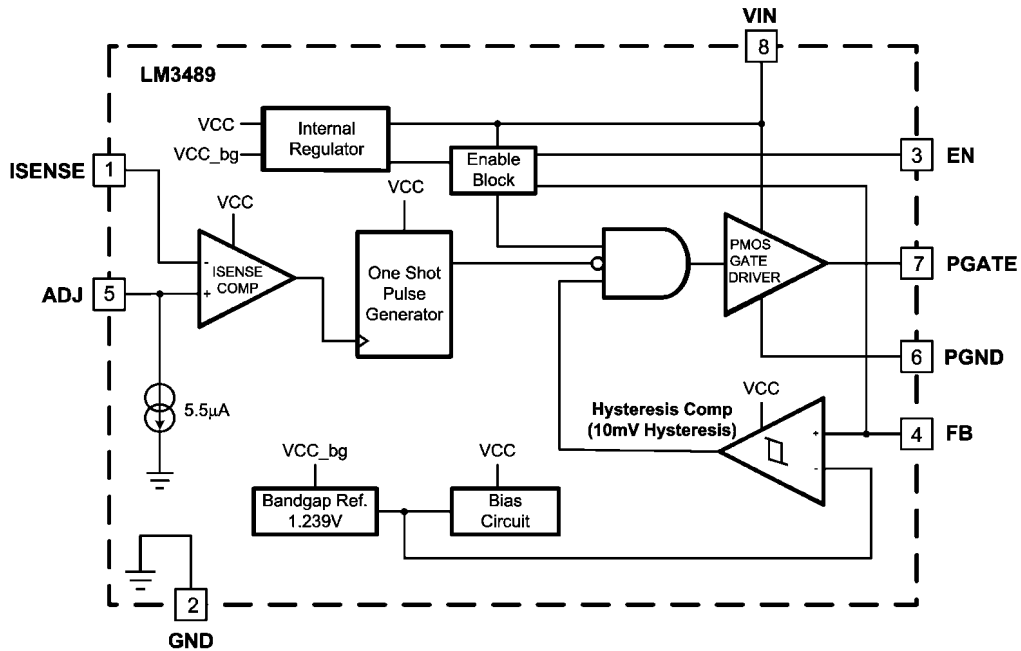 VIN
8
LM3489
VCC
VCC_bg
Internal
Regulator
Enable
Block
3
EN
ISENSE
1
VCC
-
ISENSE
COMP
+
ADJ
5
VCC
One Shot
Pulse
Generator
PMOS
GATE
DRIVER
7
PGATE
6
PGND
5.5µA
Hysteresis Comp
(10mV Hysteresis)
VCC
+
-
4
FB
VCC_bg
Bandgap Ref.
1.239V
VCC
Bias
Circuit
2
GND